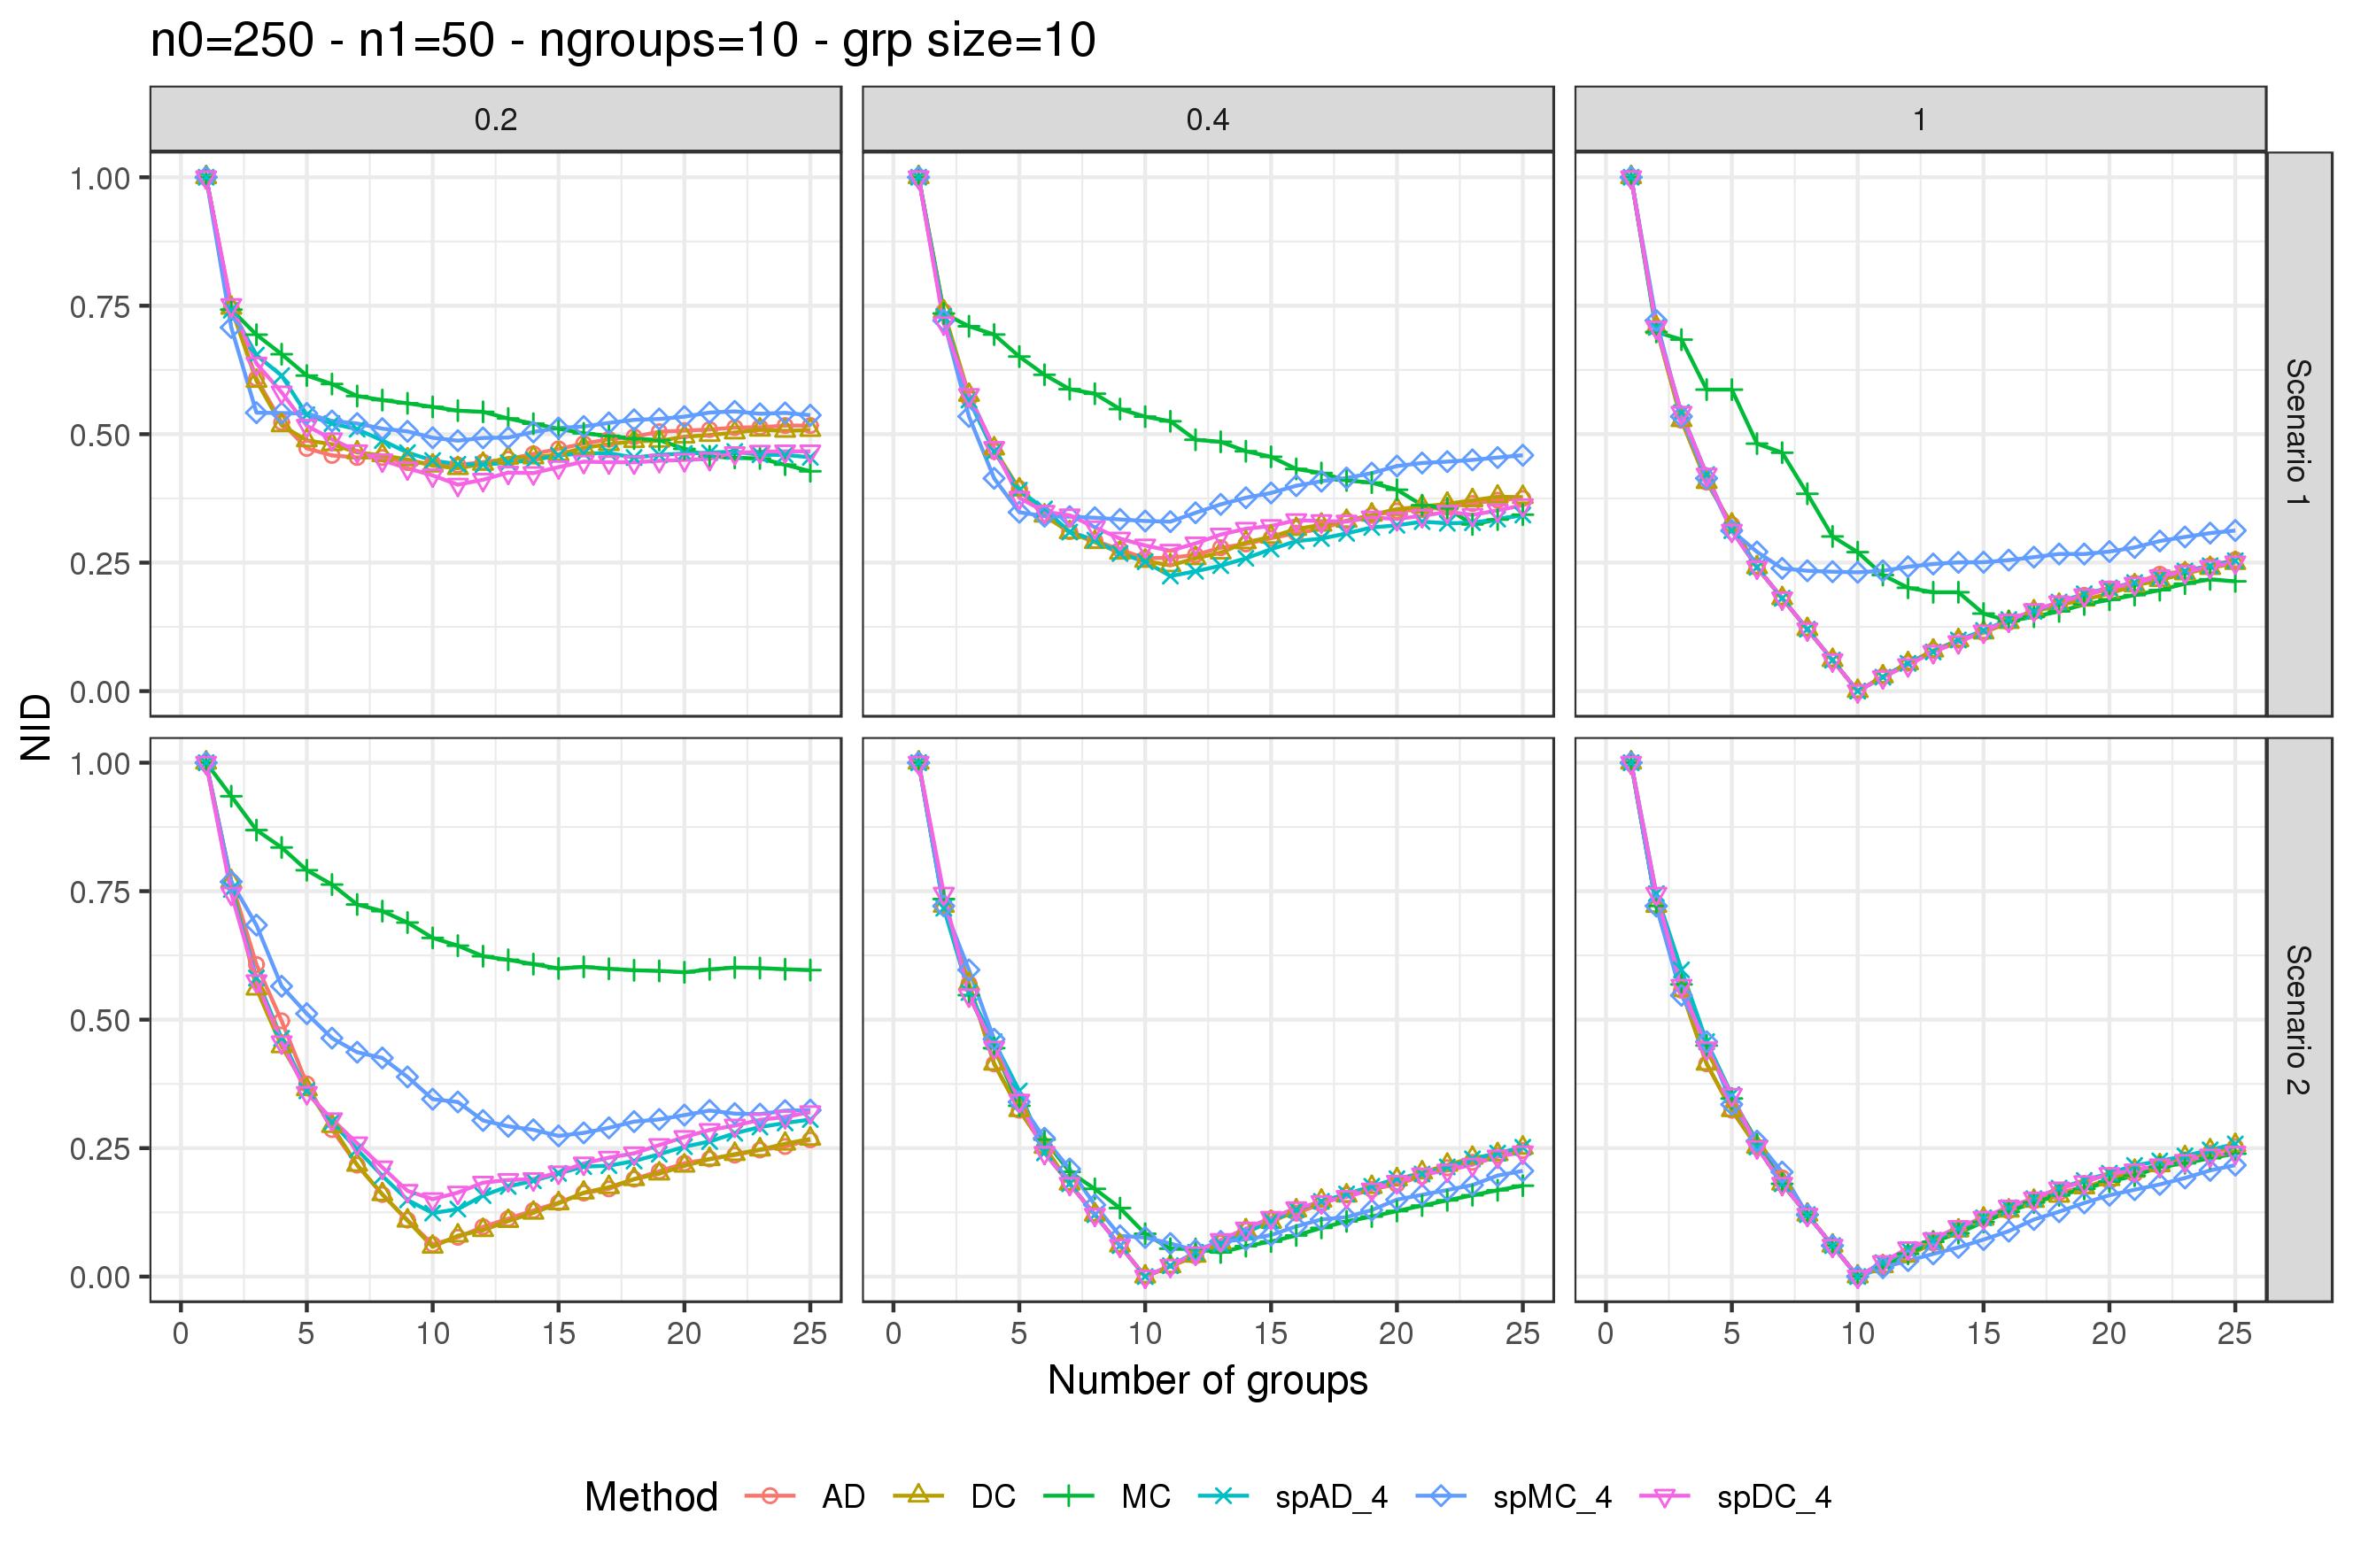 n0=250 - n1=50 - ngroups=10 - grp size=10
0.2 0.4 1
1.00
0.75
0.50
0.25
0.00
Scenario 1
NID
1.00
0.75
0.50
0.25
0.00
Scenario 2
0 5 10 15 20 25 0 5 10 15 20 25 0 5 10 15 20 25
Number of groups
Method AD DC MC spAD_4 spMC_4 spDC_4